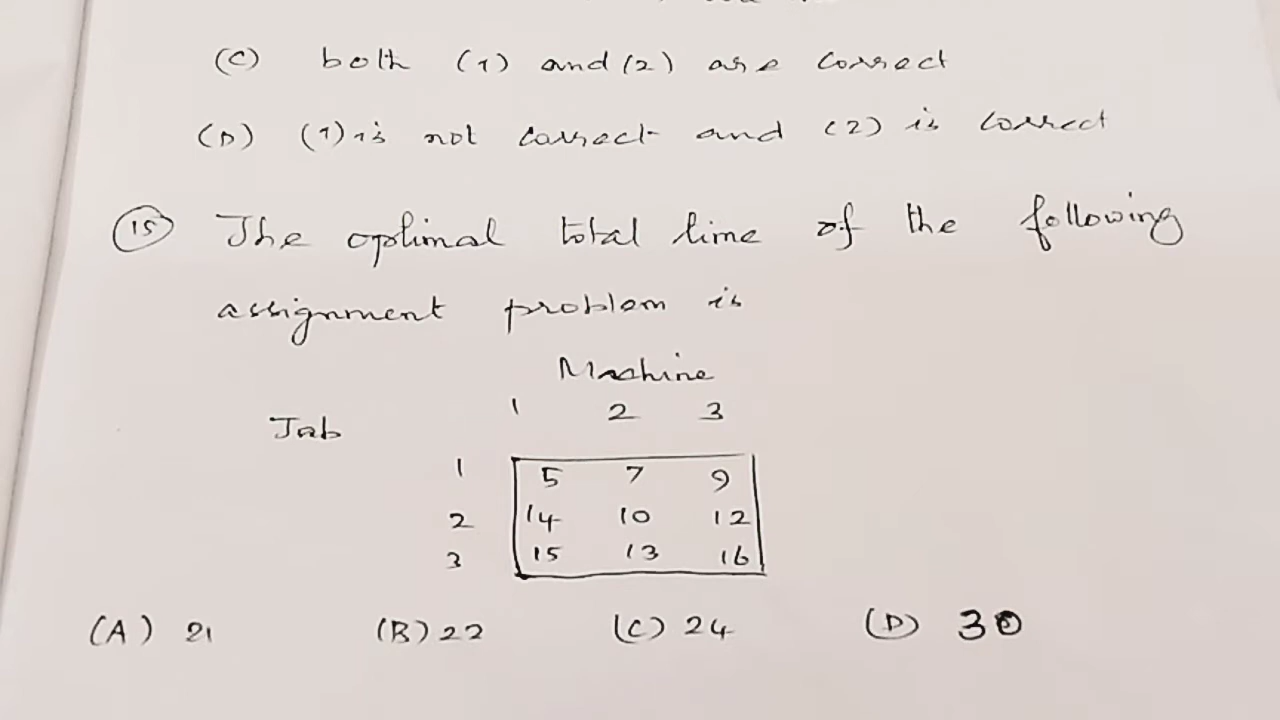 (C) both (1) and (2) are correct
(D) (1) is not correct and (2) is correct
(15) The optimal total time of the following
assignment problem is
Machine
1 2 3
Job
1 5 7 9
2 14 10 12
3 15 13 16
(A) 21 (B) 22 (C) 24 (D) 30